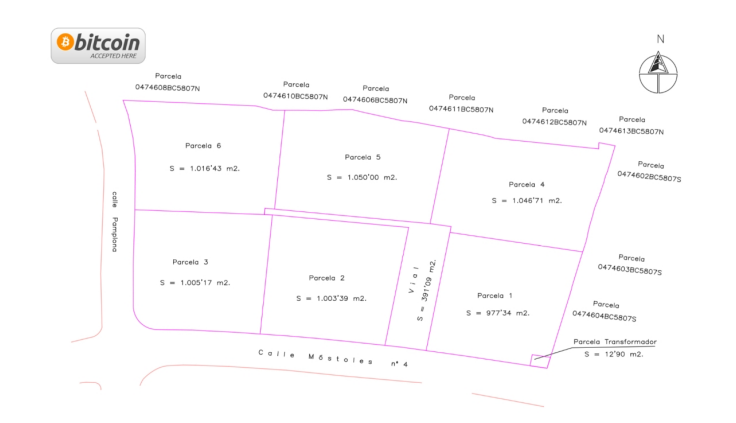 bitcoin
ACCEPTED HERE
N
Parcela
0474608BC5807N
Parcela
0474610BC5807N
Parcela
0474606BC5807N
Parcela
0474611BC5807N
Parcela
0474612BC5807N
Parcela
0474613BC5807N
Parcela
0474602BC5807S
Parcela 6
S = 1.016'43 m2.
Parcela 5
S = 1.050'00 m2.
Parcela 4
S = 1.046'71 m2.
calle Pamplona
Parcela 3
S = 1.005'17 m2.
Parcela 2
S = 1.003'39 m2.
Vial
S = 391'09 m2.
Parcela 1
S = 977'34 m2.
Parcela
0474603BC5807S
Parcela
0474604BC5807S
Parcela Transformador
S = 12'90 m2.
Calle Móstoles nº 4